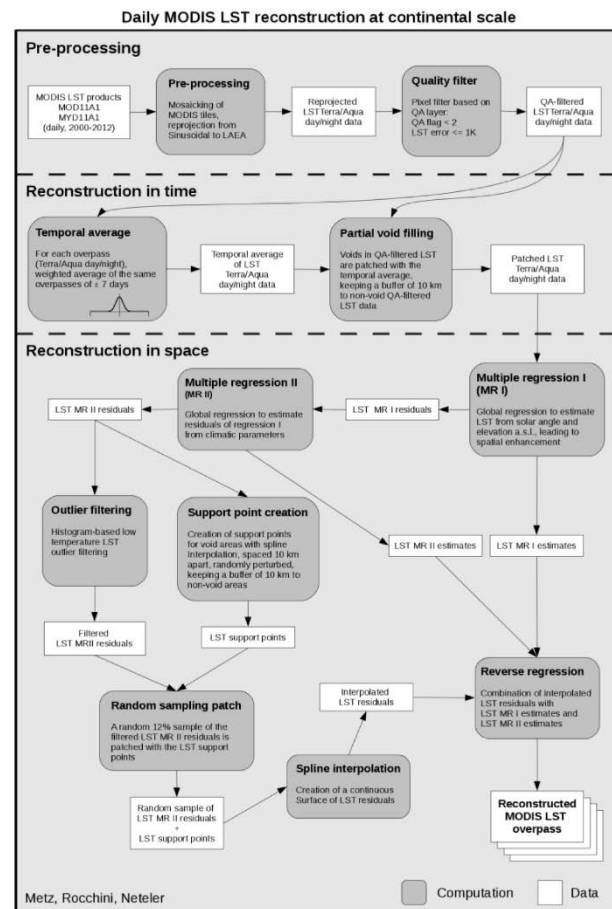 Daily MODIS LST reconstruction at continental scale
Pre-processing
MODIS LST products
MOD11A1
MYD11A1
(daily, 2000-2012)
Pre-processing
Mosaicking of
MODIS tiles,
reprojection from
Sinusoidal to LAEA
Reprojected
LSTTerra/Aqua
day/night data
Quality filter
Pixel filter based on
QA layer:
QA flag < 2
LST error <= 1K
QA-filtered
LSTTerra/Aqua
day/night data
Reconstruction in time
Temporal average
For each overpass
(Terra/Aqua day/night),
weighted average of the same
overpasses of ± 7 days
Temporal average
of LST
Terra/Aqua
day/night data
Partial void filling
Voids in QA-filtered LST
are patched with the
temporal average,
keeping a buffer of 10 km
to non-void QA-filtered
LST data
Patched LST
Terra/Aqua
day/night data
Reconstruction in space
Multiple regression I
(MR I)
Global regression to estimate
LST from solar angle and
elevation a.s.l., leading to
spatial enhancement
LST MR I residuals
Multiple regression II
(MR II)
Global regression to estimate
residuals of regression I
from climatic parameters
LST MR II residuals
Outlier filtering
Histogram-based low
temperature LST
outlier filtering
Support point creation
Creation of support points
for void areas with spline
interpolation, spaced 10 km
apart, randomly perturbed,
keeping a buffer of 10 km to
non-void areas
LST MR II estimates
LST MR I estimates
Filtered
LST MRII residuals
LST support points
Random sampling patch
A random 12% sample of the
filtered LST MR II residuals is
patched with the LST support
points
Random sample of
LST MR II residuals
+
LST support points
Spline interpolation
Creation of a continuous
Surface of LST residuals
Interpolated
LST residuals
Reverse regression
Combination of interpolated
LST residuals with
LST MR I estimates and
LST MR II estimates
Reconstructed
MODIS LST
overpass
Metz, Rocchini, Neteler
Computation
Data